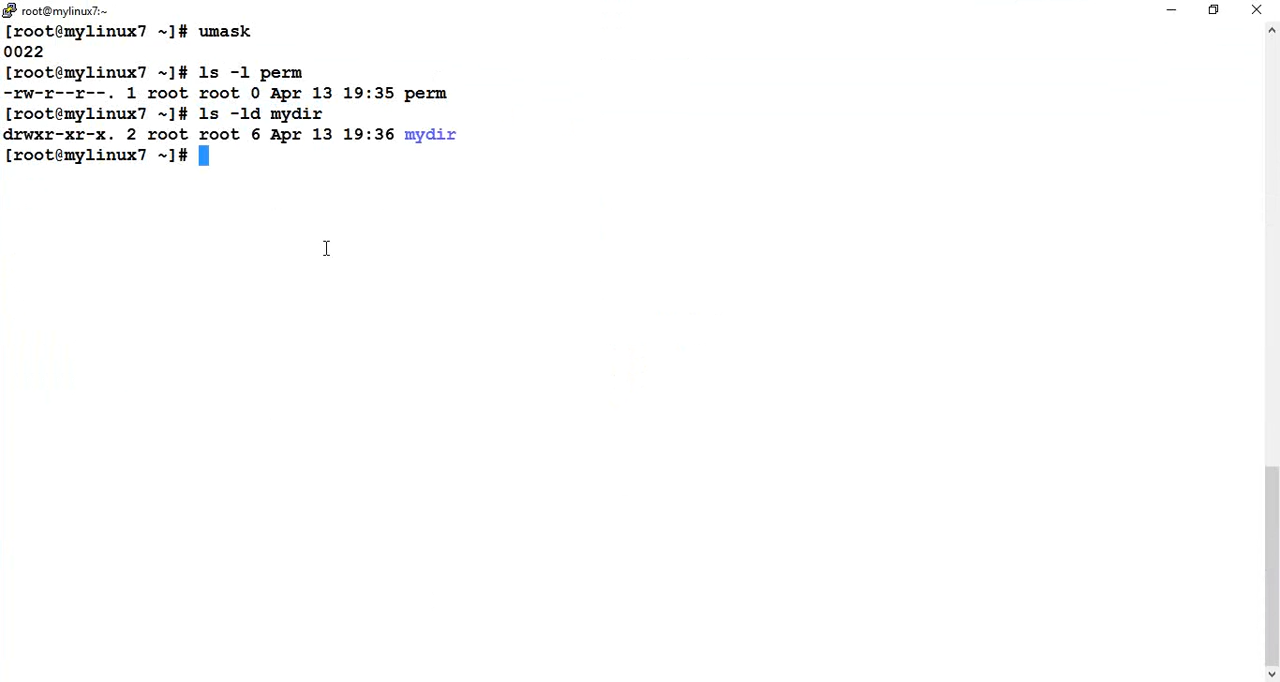 root@mylinux7:~
[root@mylinux7 ~]# umask
0022
[root@mylinux7 ~]# ls -l perm
-rw-r--r--. 1 root root 0 Apr 13 19:35 perm
[root@mylinux7 ~]# ls -ld mydir
drwxr-xr-x. 2 root root 6 Apr 13 19:36 mydir
[root@mylinux7 ~]#